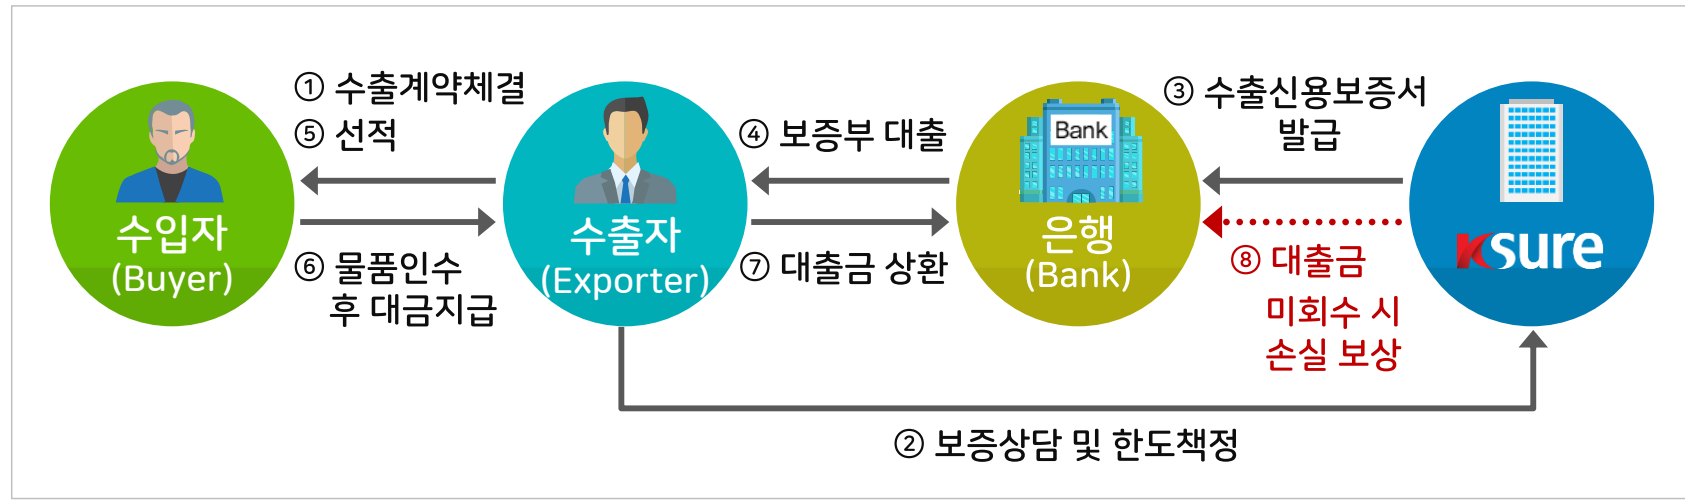 ① 수출계약체결
⑤ 선적
수입자
(Buyer)
⑥ 물품인수
후 대금지급
수출자
(Exporter)
④ 보증부 대출
⑦ 대출금 상환
Bank
은행
(Bank)
③ 수출신용보증서
발급
⑧ 대출금
미회수 시
손실 보상
Ksure
② 보증상담 및 한도책정